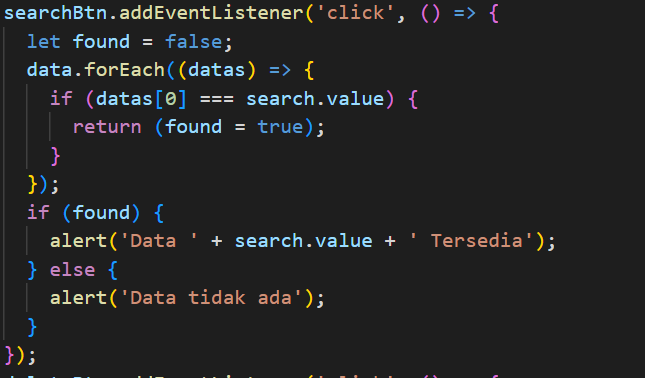 searchBtn.addEventListener('click', () => {
  let found = false;
  data.forEach((datas) => {
    if (datas[0] === search.value) {
      return (found = true);
    }
  });
  if (found) {
    alert('Data ' + search.value + ' Tersedia');
  } else {
    alert('Data tidak ada');
  }
});